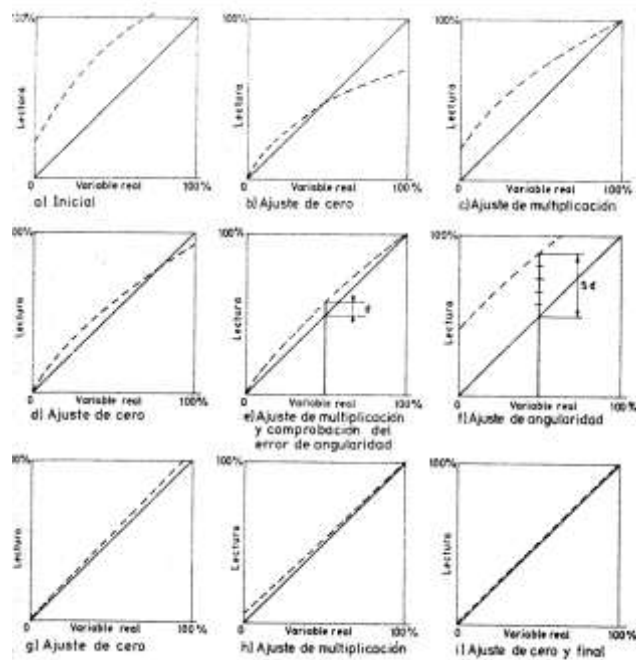 100%
Lectura
0 Variable real 100%
a) Inicial
100%
Lectura
0 Variable real 100%
b) Ajuste de cero
100%
Lectura
0 Variable real 100%
c) Ajuste de multiplicación
100%
Lectura
0 Variable real 100%
d) Ajuste de cero
100%
Lectura
d
0 Variable real 100%
e) Ajuste de multiplicación
y comprobación del
error de angularidad
100%
Lectura
5d
0 Variable real 100%
f) Ajuste de angularidad
100%
Lectura
0 Variable real 100%
g) Ajuste de cero
100%
Lectura
0 Variable real 100%
h) Ajuste de multiplicación
100%
Lectura
0 Variable real 100%
i) Ajuste de cero y final